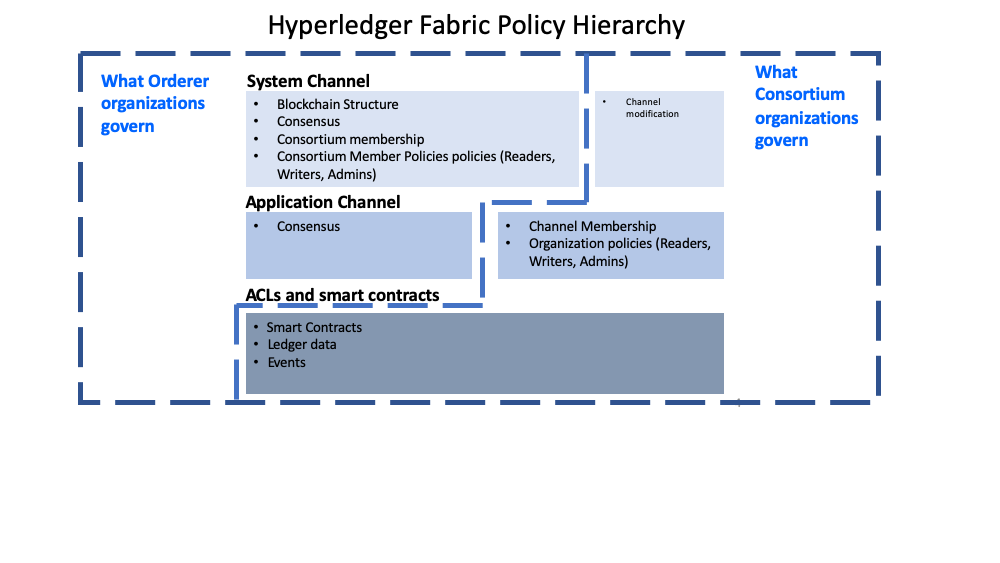 Hyperledger Fabric Policy Hierarchy
What Orderer
organizations
govern
System Channel
• Blockchain Structure
• Consensus
• Consortium membership
• Consortium Member Policies policies (Readers,
Writers, Admins)
• Channel
modification
What
Consortium
organizations
govern
Application Channel
• Consensus
• Channel Membership
• Organization policies (Readers,
Writers, Admins)
ACLs and smart contracts
• Smart Contracts
• Ledger data
• Events